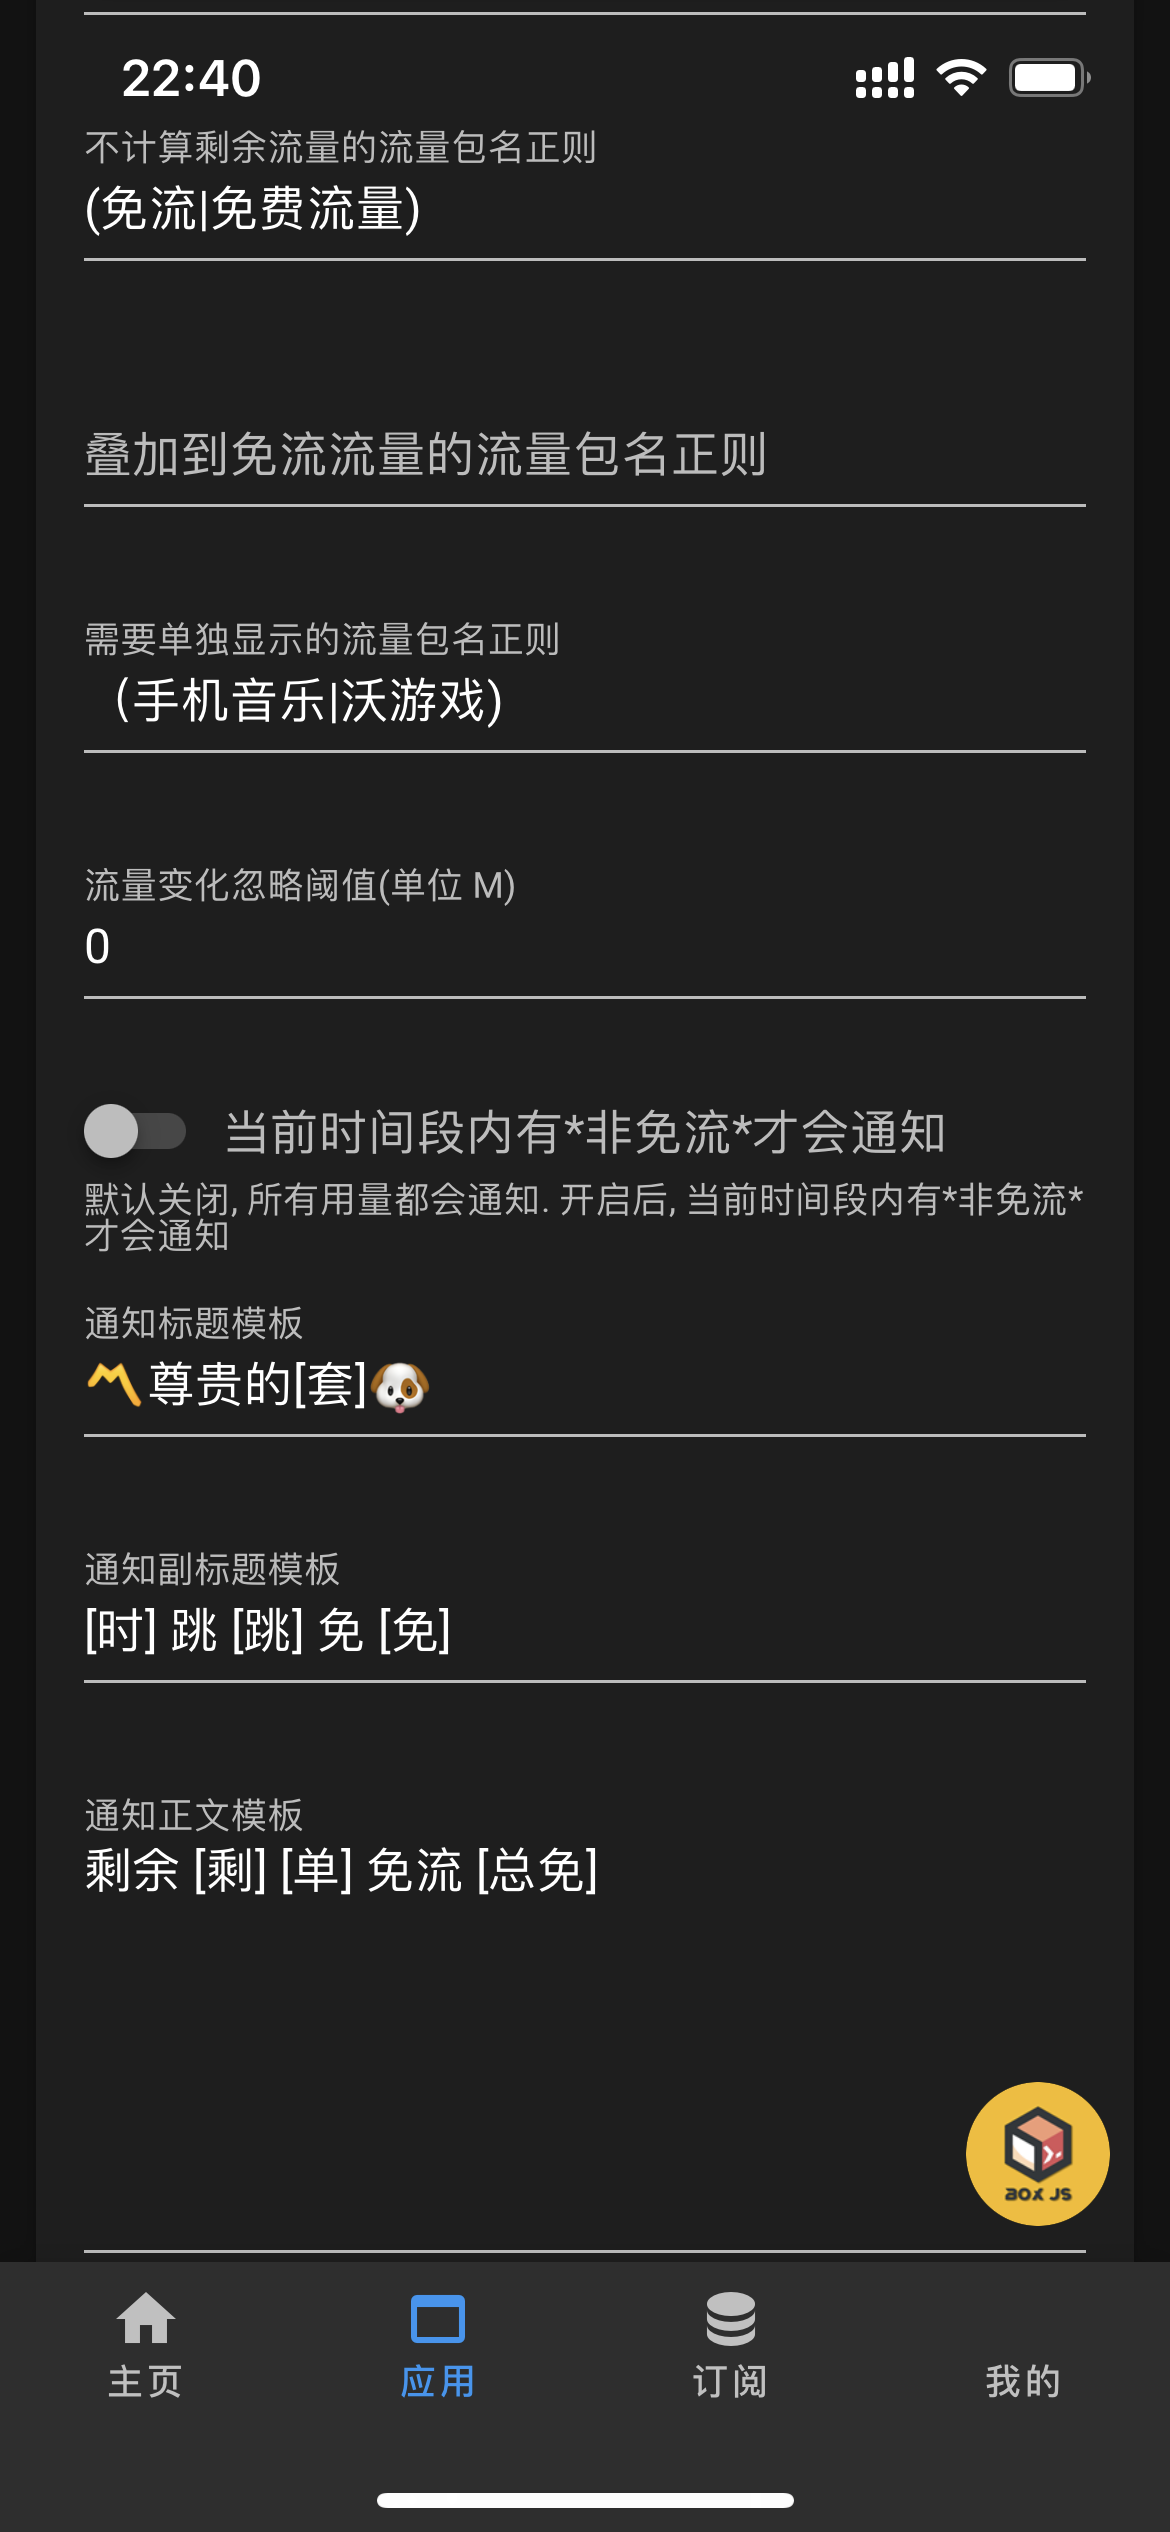 22:40
不计算剩余流量的流量包名正则
(免流|免费流量)
叠加到免流流量的流量包名正则
需要单独显示的流量包名正则
（手机音乐|沃游戏)
流量变化忽略阈值(单位 M)
0
当前时间段内有*非免流*才会通知
默认关闭, 所有用量都会通知. 开启后, 当前时间段内有*非免流*
才会通知
通知标题模板
〽️尊贵的[套]🐶
通知副标题模板
[时] 跳 [跳] 免 [免]
通知正文模板
剩余 [剩] [单] 免流 [总免]
BOX JS
主页
应用
订阅
我的